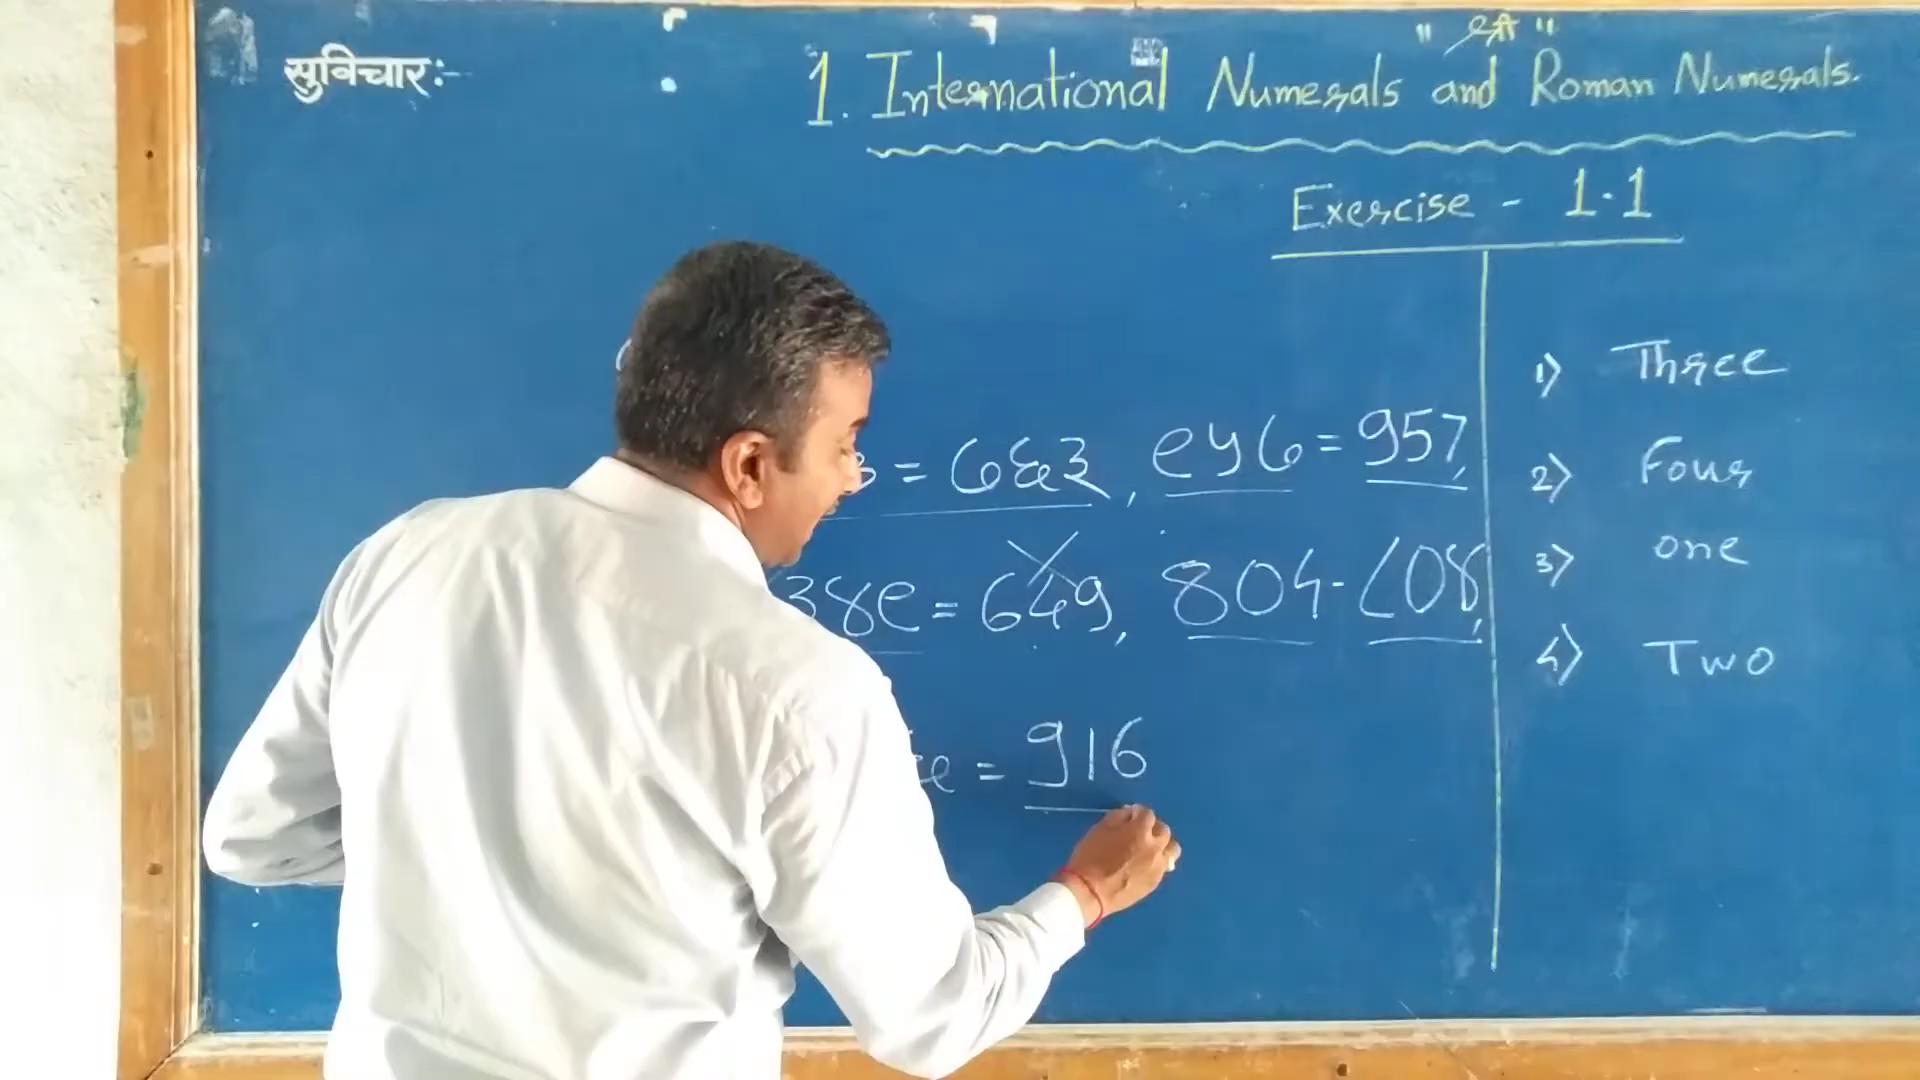 " श्री "
सुविचार:-
1. International Numerals and Roman Numerals.
Exercise - 1.1
= ७६३, ९५७ = 957,
३४९ = 649, 804 - ८०४,
= 916
1) Three
2) Four
3) one
4) Two